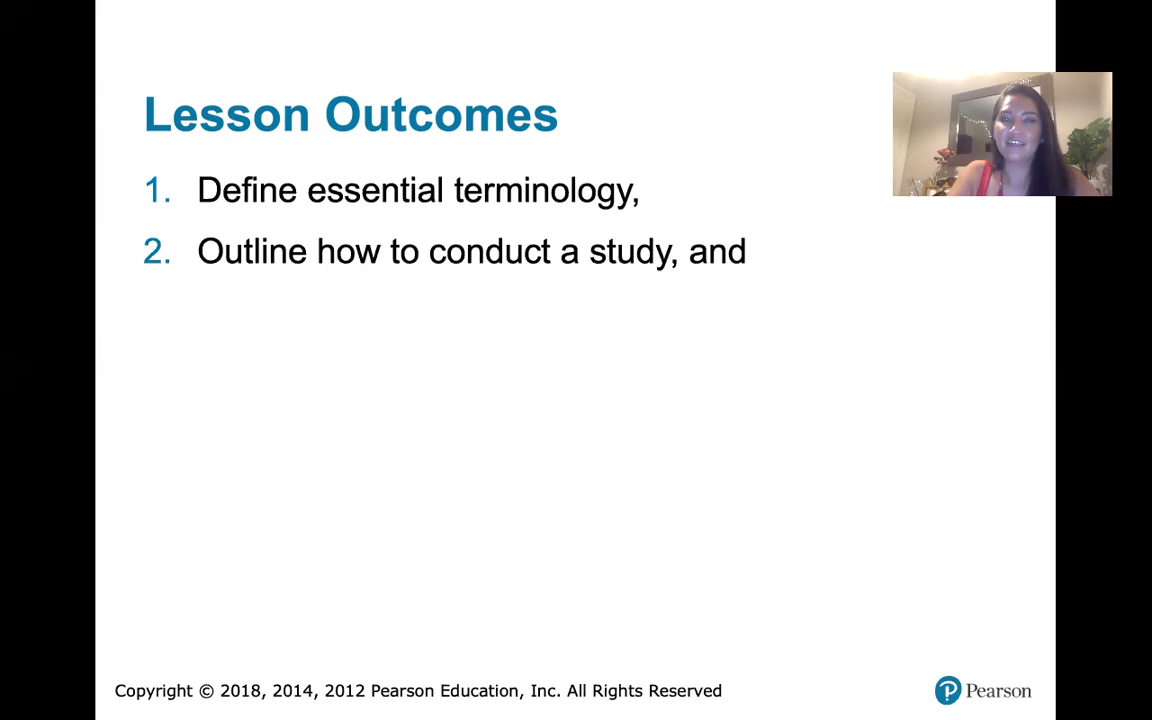 Lesson Outcomes
1. Define essential terminology,
2. Outline how to conduct a study, and
Copyright © 2018, 2014, 2012 Pearson Education, Inc. All Rights Reserved
P Pearson